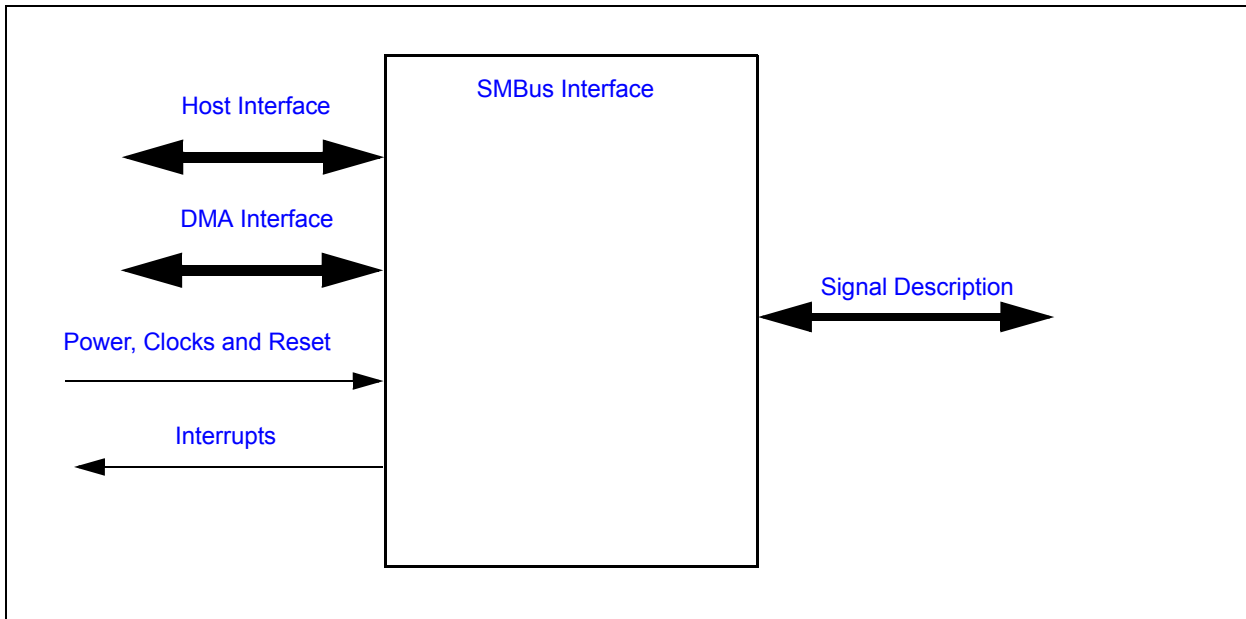 SMBus Interface
Host Interface
DMA Interface
Signal Description
Power, Clocks and Reset
Interrupts